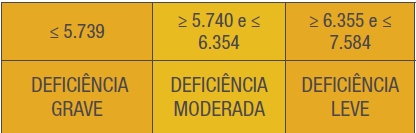 ≤ 5.739
≥ 5.740 e ≤
6.354
≥ 6.355 e ≤
7.584
DEFICIÊNCIA
GRAVE
DEFICIÊNCIA
MODERADA
DEFICIÊNCIA
LEVE